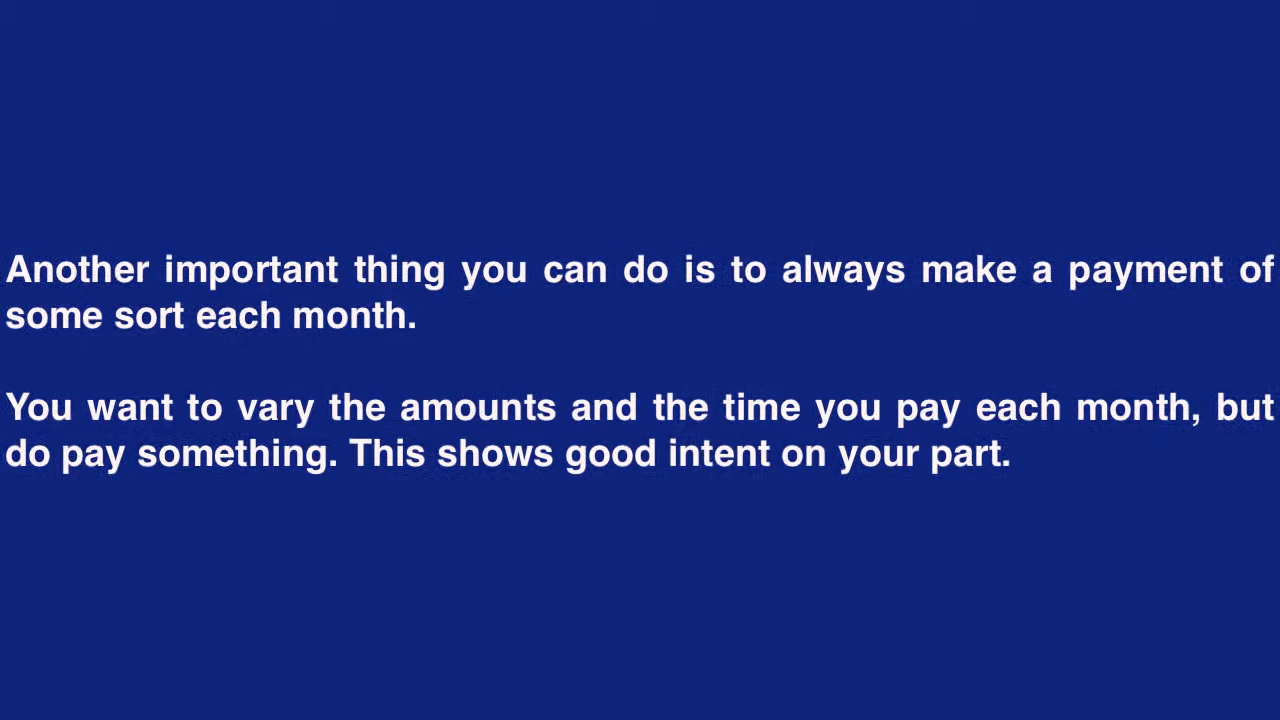 Another important thing you can do is to always make a payment of
some sort each month.
You want to vary the amounts and the time you pay each month, but
do pay something. This shows good intent on your part.